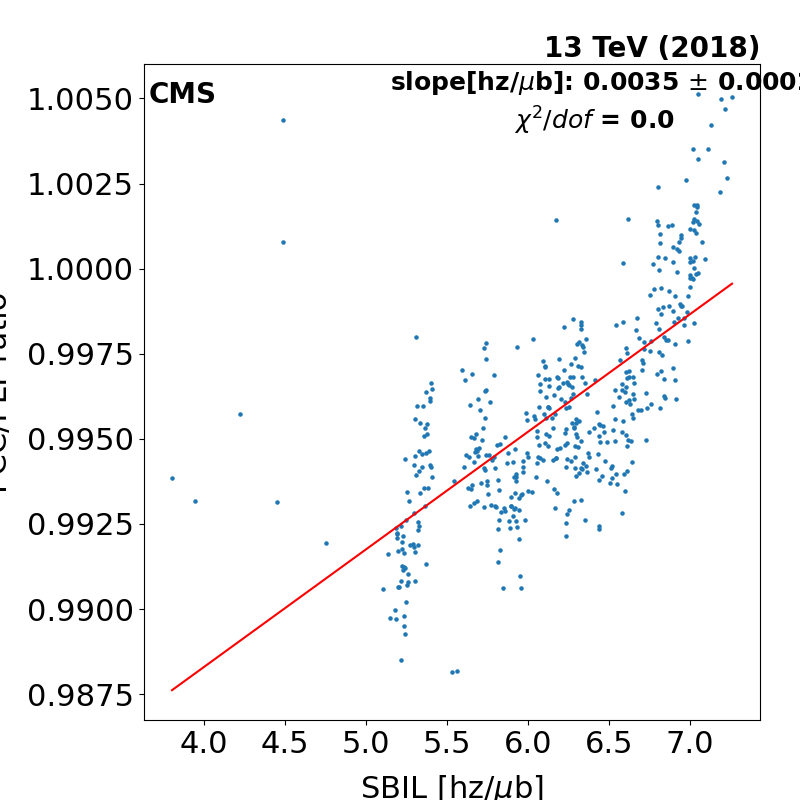 13 TeV (2018)
CMS
slope[hz/μb]: 0.0035 ± 0.000
χ²/dof = 0.0
1.0050
1.0025
1.0000
0.9975
0.9950
0.9925
0.9900
0.9875
4.0 4.5 5.0 5.5 6.0 6.5 7.0
SBIL [hz/μb]